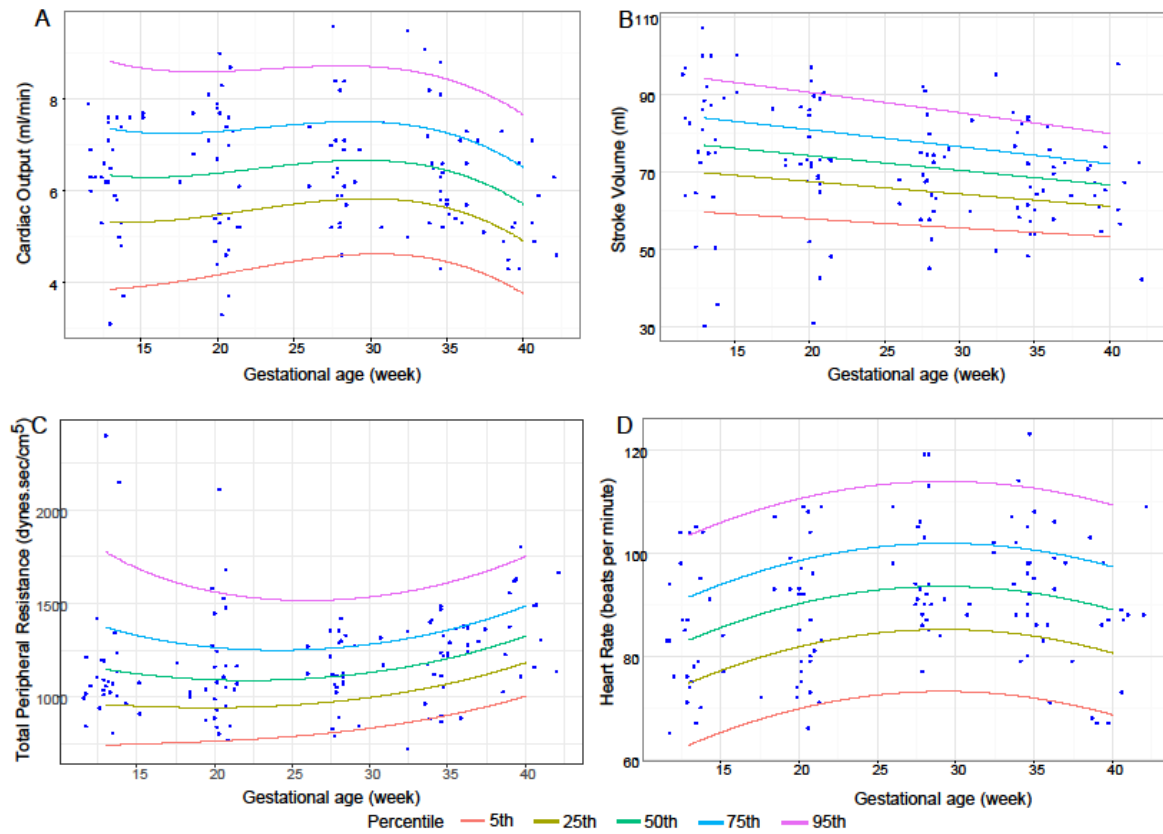 A
Cardiac Output (ml/min)
8
6
4
15 20 25 30 35 40
Gestational age (week)
B
Stroke Volume (ml)
110
90
70
50
30
15 20 25 30 35 40
Gestational age (week)
C
Total Peripheral Resistance (dynes.sec/cm⁵)
2000
1500
1000
15 20 25 30 35 40
Gestational age (week)
D
Heart Rate (beats per minute)
120
100
80
60
15 20 25 30 35 40
Gestational age (week)
Percentile 5th 25th 50th 75th 95th